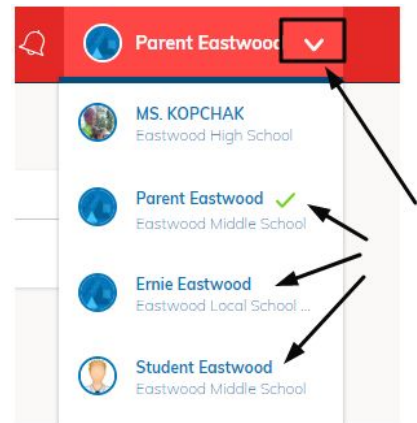 Parent Eastwood
MS. KOPCHAK
Eastwood High School
Parent Eastwood
Eastwood Middle School
Ernie Eastwood
Eastwood Local School ...
Student Eastwood
Eastwood Middle School